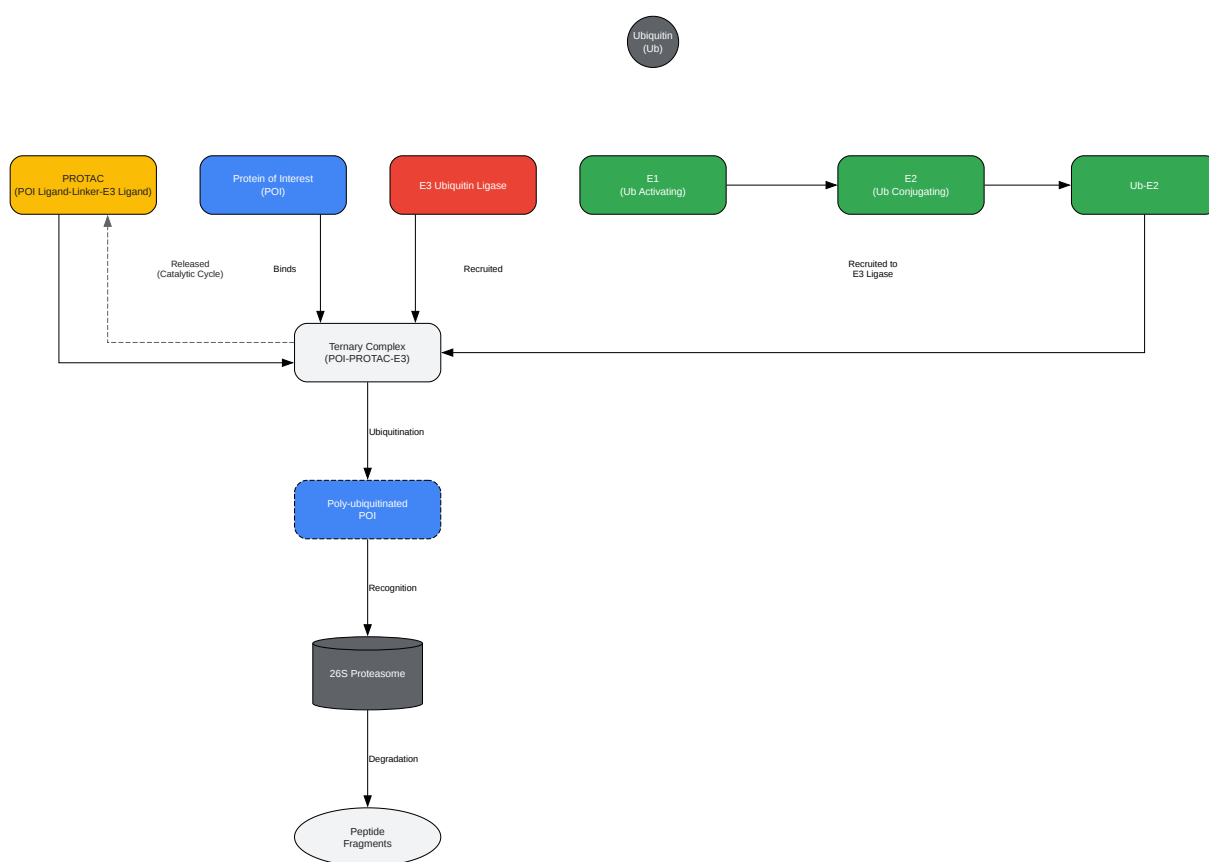 Ubiquitin
(Ub)
PROTAC
(POI Ligand-Linker-E3 Ligand)
Protein of Interest
(POI)
E3 Ubiquitin Ligase
E1
(Ub Activating)
E2
(Ub Conjugating)
Ub-E2
Released
(Catalytic Cycle)
Binds
Recruited
Recruited to
E3 Ligase
Ternary Complex
(POI-PROTAC-E3)
Ubiquitination
Poly-ubiquitinated
POI
Recognition
26S Proteasome
Degradation
Peptide
Fragments